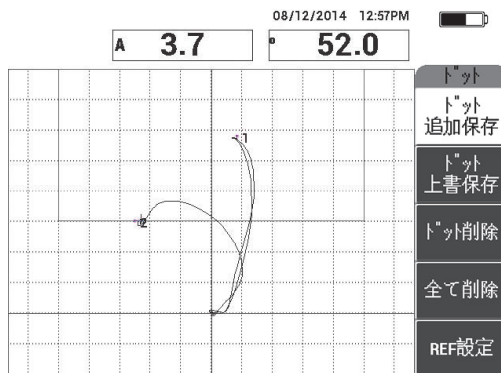 08/12/2014 12:57PM
A 3.7
° 52.0
ﾄﾞｯﾄ
ﾄﾞｯﾄ
追加保存
ﾄﾞｯﾄ
上書保存
ﾄﾞｯﾄ削除
全て削除
REF設定
1
2